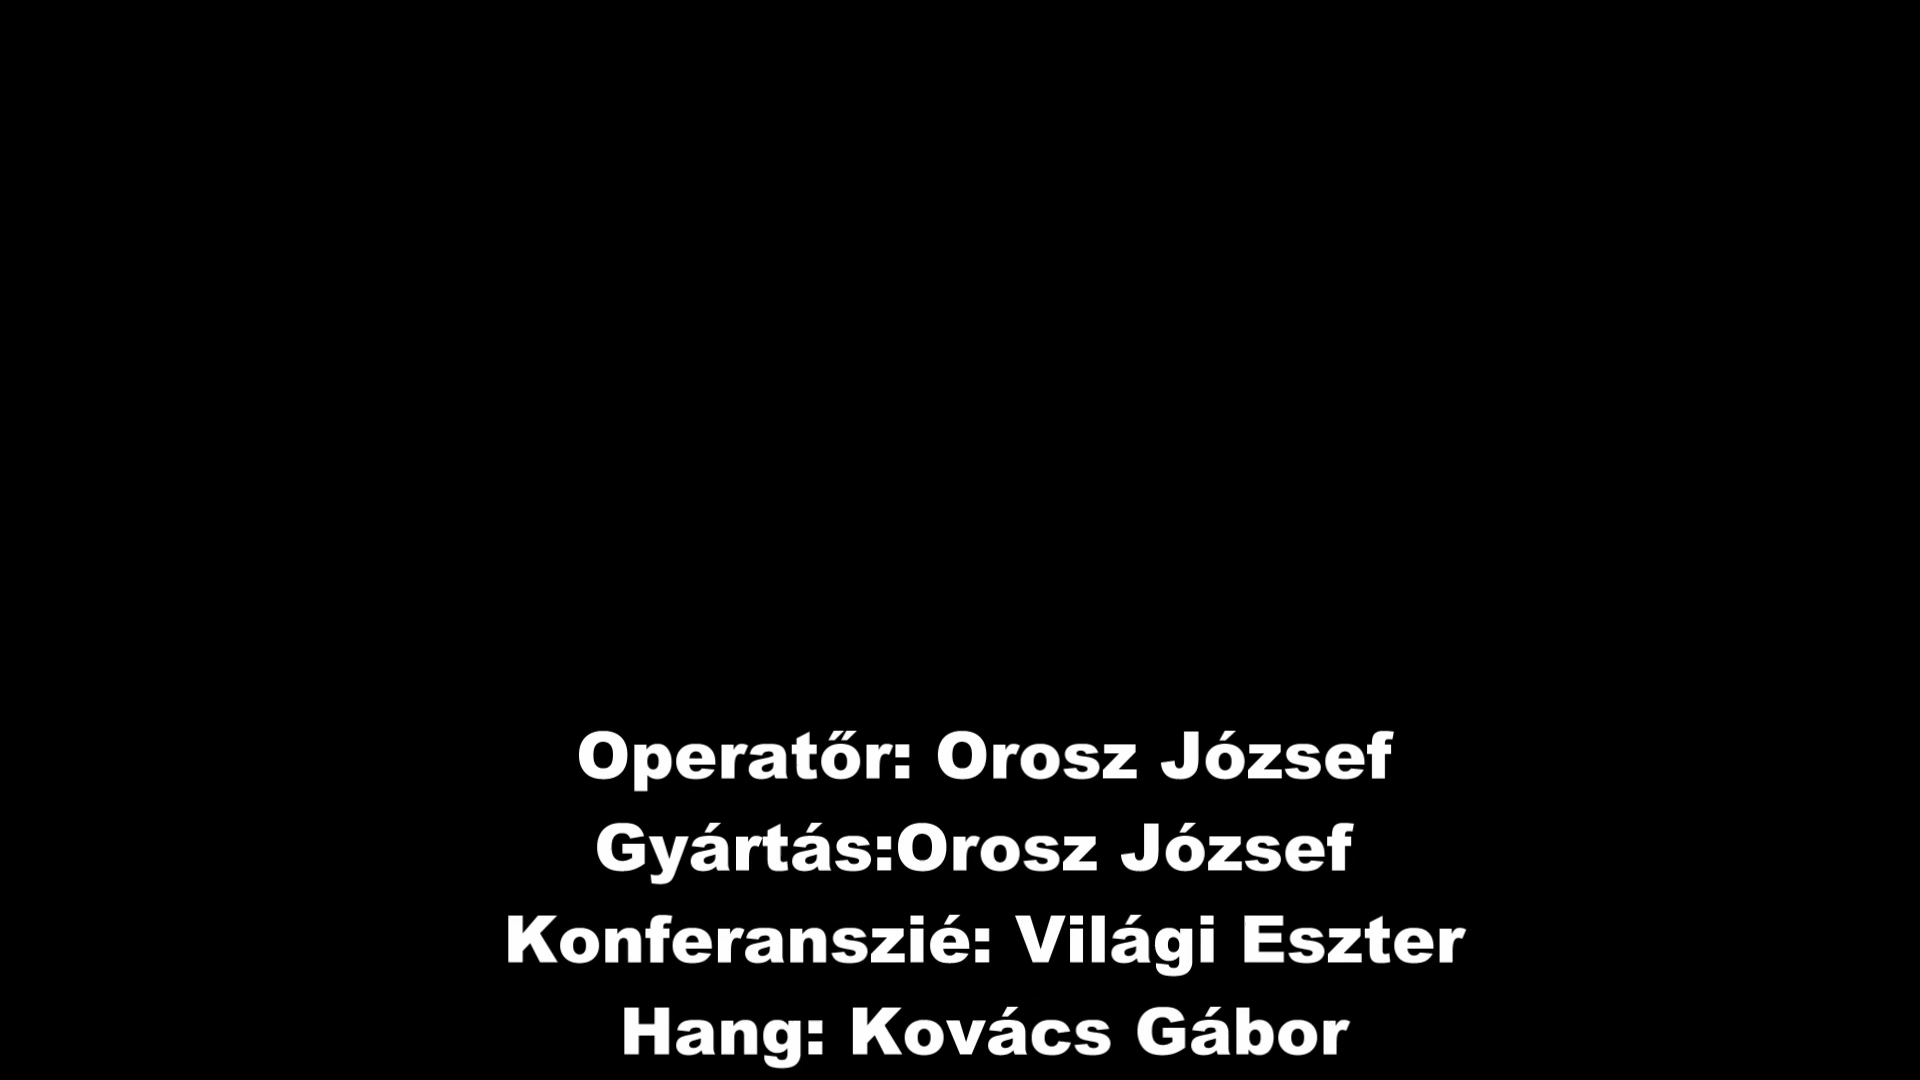 Operatőr: Orosz József
Gyártás:Orosz József
Konferanszié: Világi Eszter
Hang: Kovács Gábor